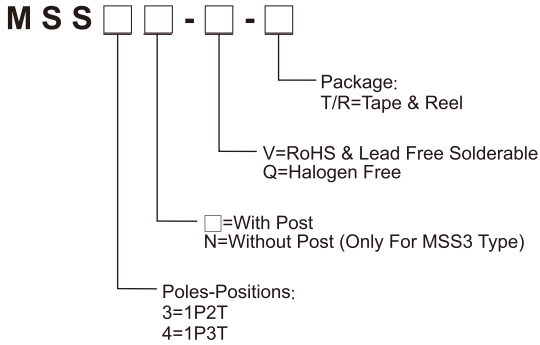 MSS□□-□-□
Package:
T/R=Tape & Reel
V=RoHS & Lead Free Solderable
Q=Halogen Free
□=With Post
N=Without Post (Only For MSS3 Type)
Poles-Positions:
3=1P2T
4=1P3T